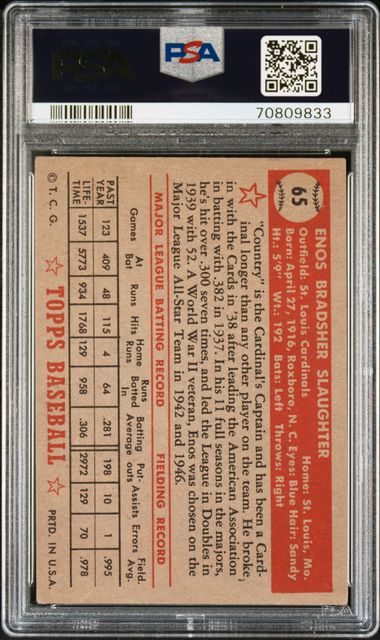 PSA
PSA
70809833
65
ENOS BRADSHER SLAUGHTER
Outfield: St. Louis Cardinals Home: St. Louis, Mo.
Born: April 27, 1916, Roxboro, N. C. Eyes: Blue Hair: Sandy
Ht.: 5'9" Wt.: 192 Bats: Left Throws: Right
"Country" is the Cardinal's Captain and has been a Card-
inal longer than any other player on the team. He broke
in with the Cards in '38 after leading the American Association
in batting with .382 in 1937. In his 11 full seasons in the majors,
he's hit over .300 seven times, and led the League in Doubles in
1939 with 52. A World War II veteran, Enos was chosen on the
Major League All-Star Team in 1942 and 1946.
MAJOR LEAGUE BATTING RECORD FIELDING RECORD
Games At Bat Runs Hits Home Runs Runs Batted In Batting Average Put-outs Assists Errors Field. Avg.
PAST YEAR 123 409 48 115 4 64 .281 198 10 1 .995
LIFE-TIME 1537 5773 934 1768 129 958 .306 2972 129 70 .978
© T. C. G. TOPPS BASEBALL PRTD. IN U.S.A.